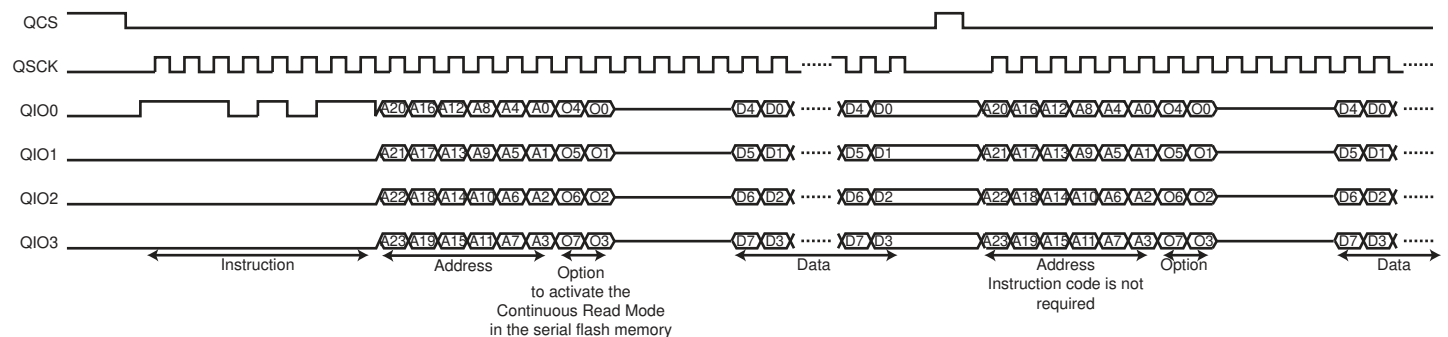 QCS
QSCK
QIO0 A20 A16 A12 A8 A4 A0 O4 O0 D4 D0 ...... D4 D0 A20 A16 A12 A8 A4 A0 O4 O0 D4 D0 ......
QIO1 A21 A17 A13 A9 A5 A1 O5 O1 D5 D1 ...... D5 D1 A21 A17 A13 A9 A5 A1 O5 O1 D5 D1 ......
QIO2 A22 A18 A14 A10 A6 A2 O6 O2 D6 D2 ...... D6 D2 A22 A18 A14 A10 A6 A2 O6 O2 D6 D2 ......
QIO3 A23 A19 A15 A11 A7 A3 O7 O3 D7 D3 ...... D7 D3 A23 A19 A15 A11 A7 A3 O7 O3 D7 D3 ......
Instruction Address Data Address Option Data
Option
to activate the
Continuous Read Mode
in the serial flash memory
Instruction code is not
required